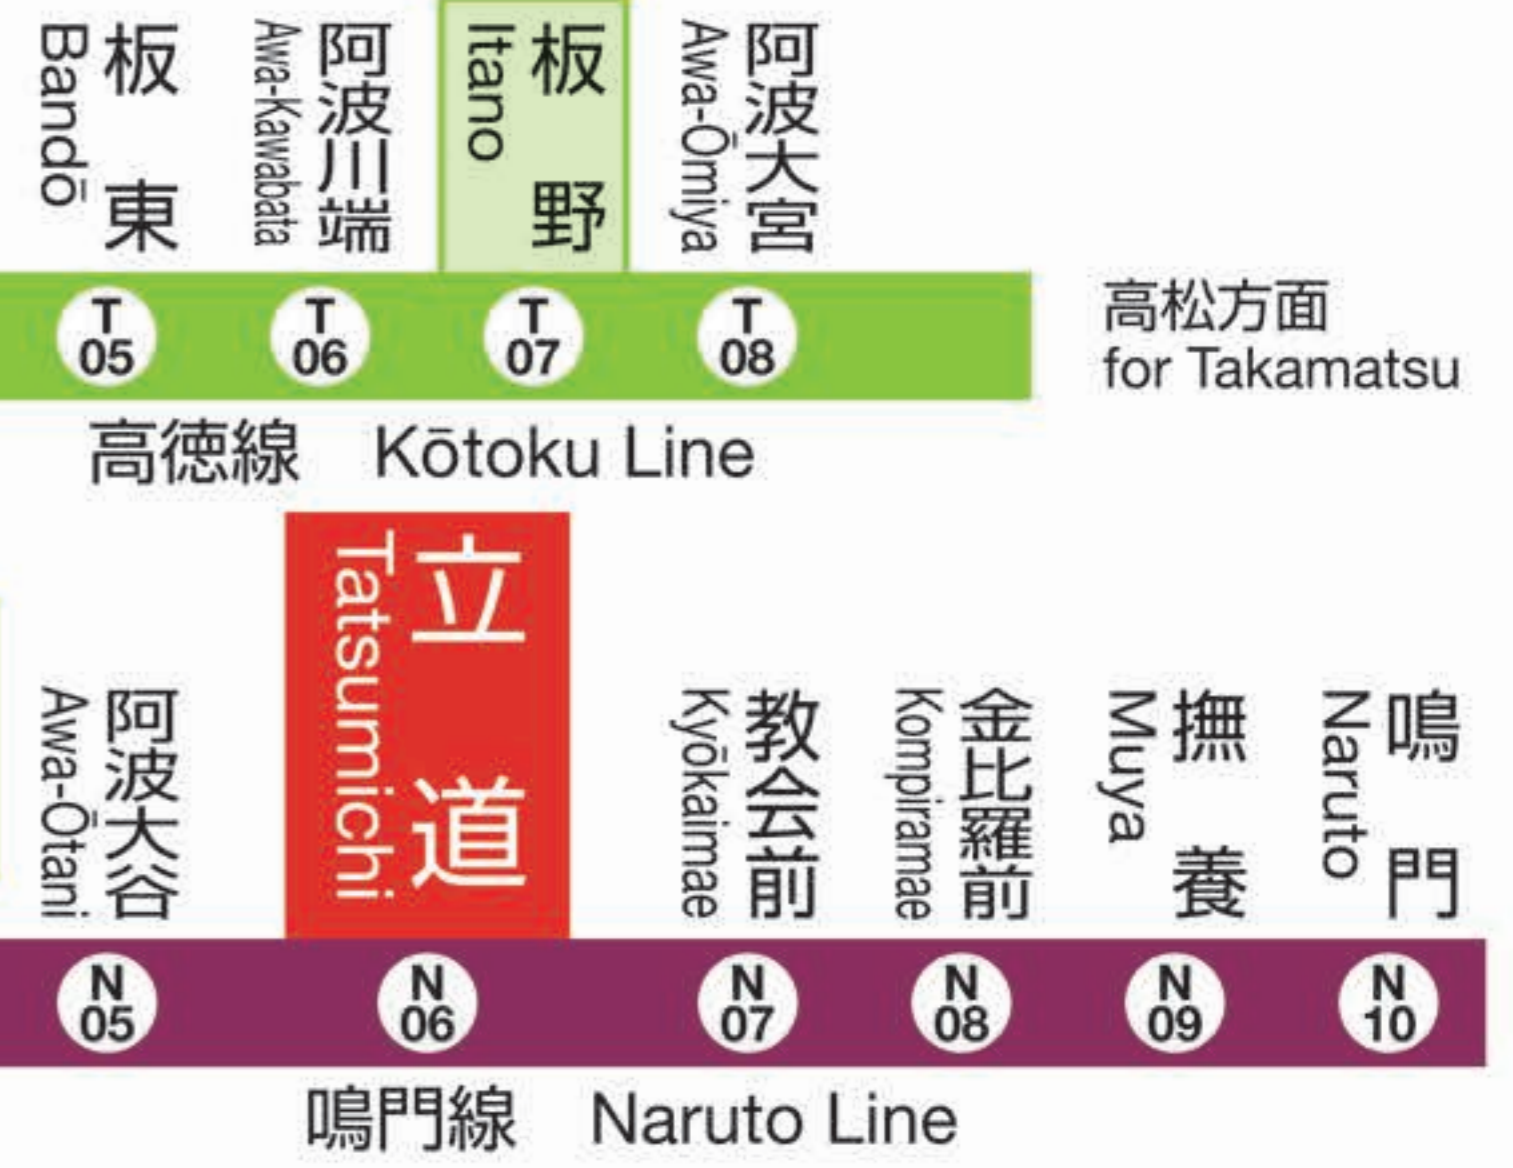 板東
Bandō
阿波川端
Awa-Kawabata
板野
Itano
阿波大宮
Awa-Ōmiya
T
05
T
06
T
07
T
08
高松方面
for Takamatsu
高徳線 Kōtoku Line
阿波大谷
Awa-Ōtani
立道
Tatsumichi
教会前
Kyōkaimae
金比羅前
Kompiramae
撫養
Muya
鳴門
Naruto
N
05
N
06
N
07
N
08
N
09
N
10
鳴門線 Naruto Line